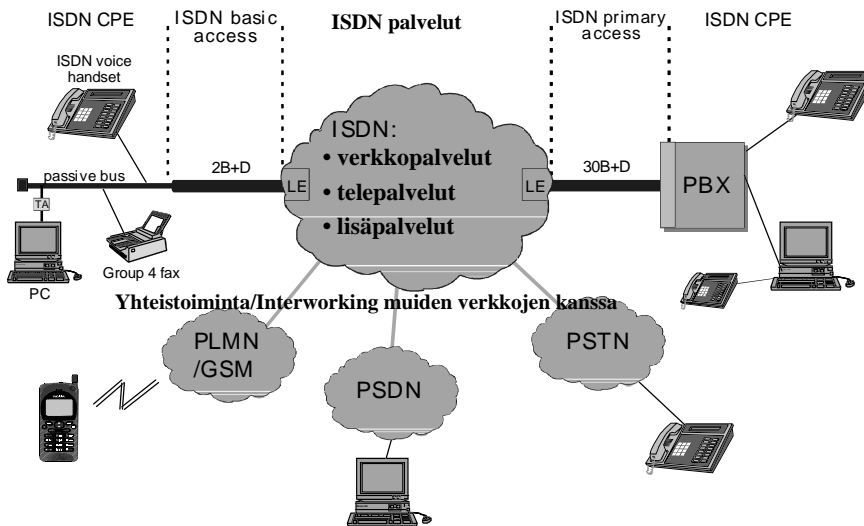 ISDN CPE
ISDN basic
access
ISDN palvelut
ISDN primary
access
ISDN CPE
ISDN voice
handset
ISDN:
• verkkopalvelut
• telepalvelut
• lisäpalvelut
passive bus
2B+D
LE
LE
30B+D
PBX
TA
PC
Group 4 fax
Yhteistoiminta/Interworking muiden verkkojen kanssa
PLMN
/GSM
PSDN
PSTN